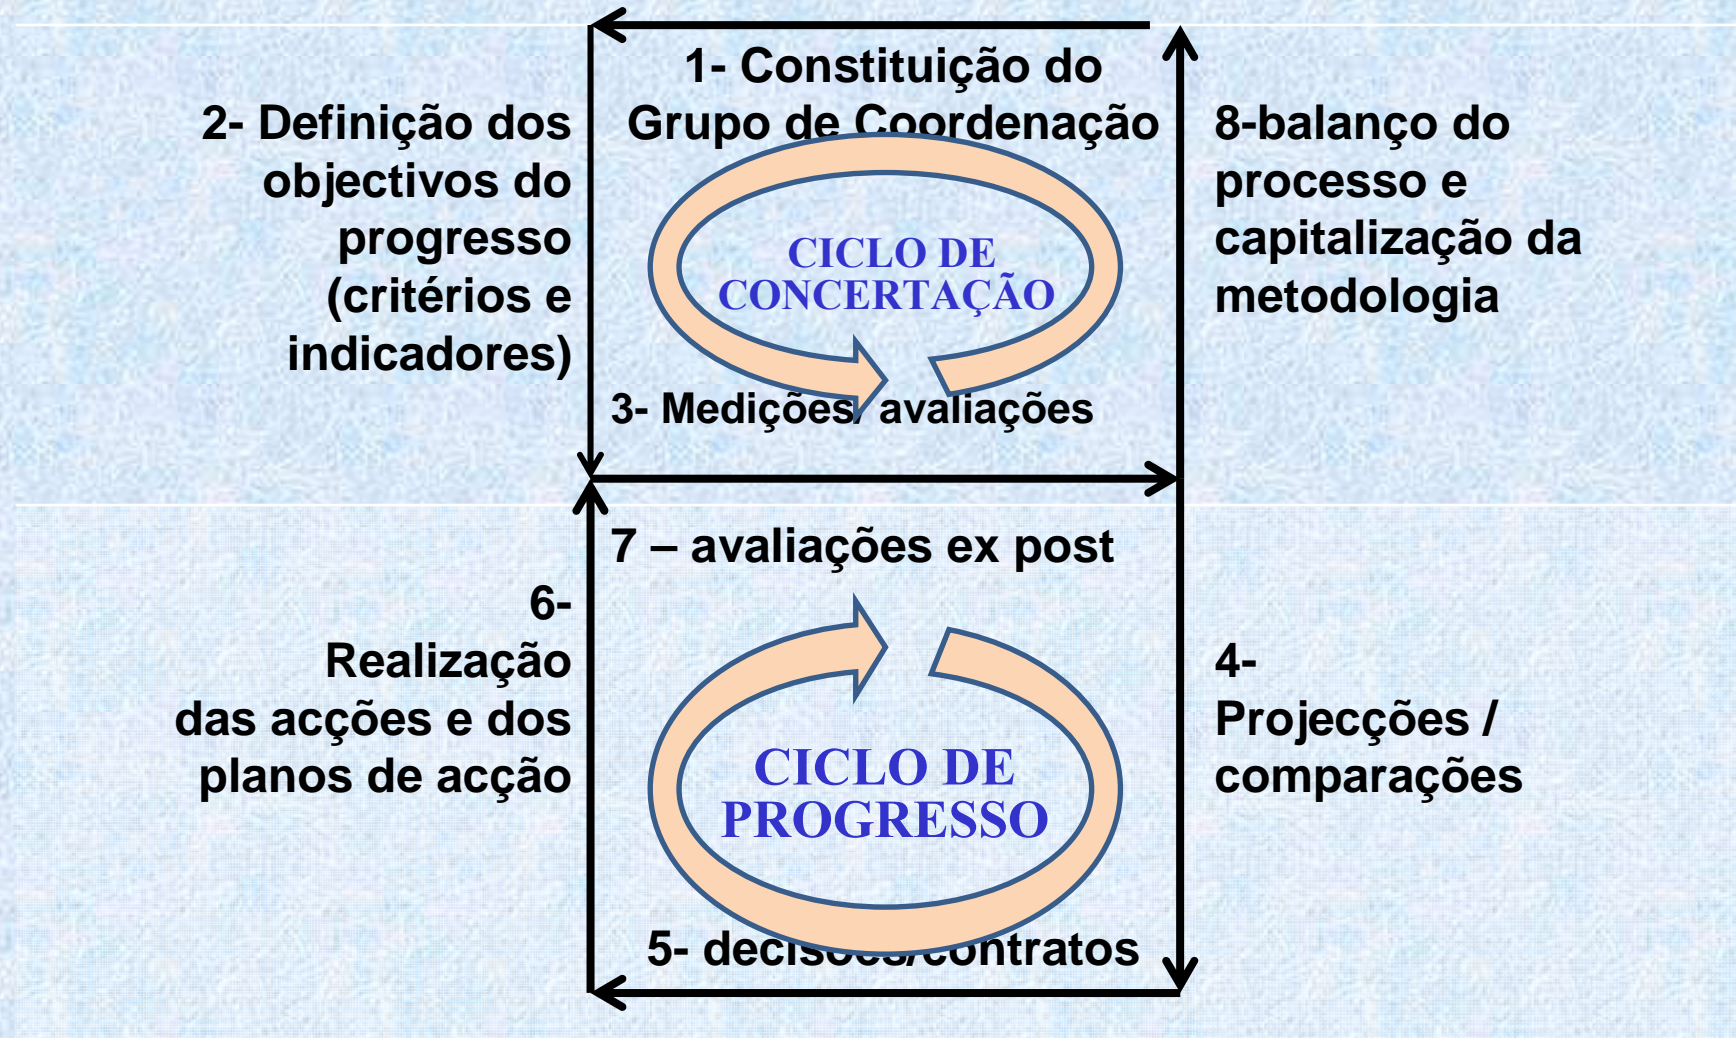 1- Constituição do
Grupo de Coordenação
2- Definição dos
objectivos do
progresso
(critérios e
indicadores)
8-balanço do
processo e
capitalização da
metodologia
CICLO DE
CONCERTAÇÃO
3- Medições/ avaliações
7 – avaliações ex post
6-
Realização
das acções e dos
planos de acção
4-
Projecções /
comparações
CICLO DE
PROGRESSO
5- decisões/contratos